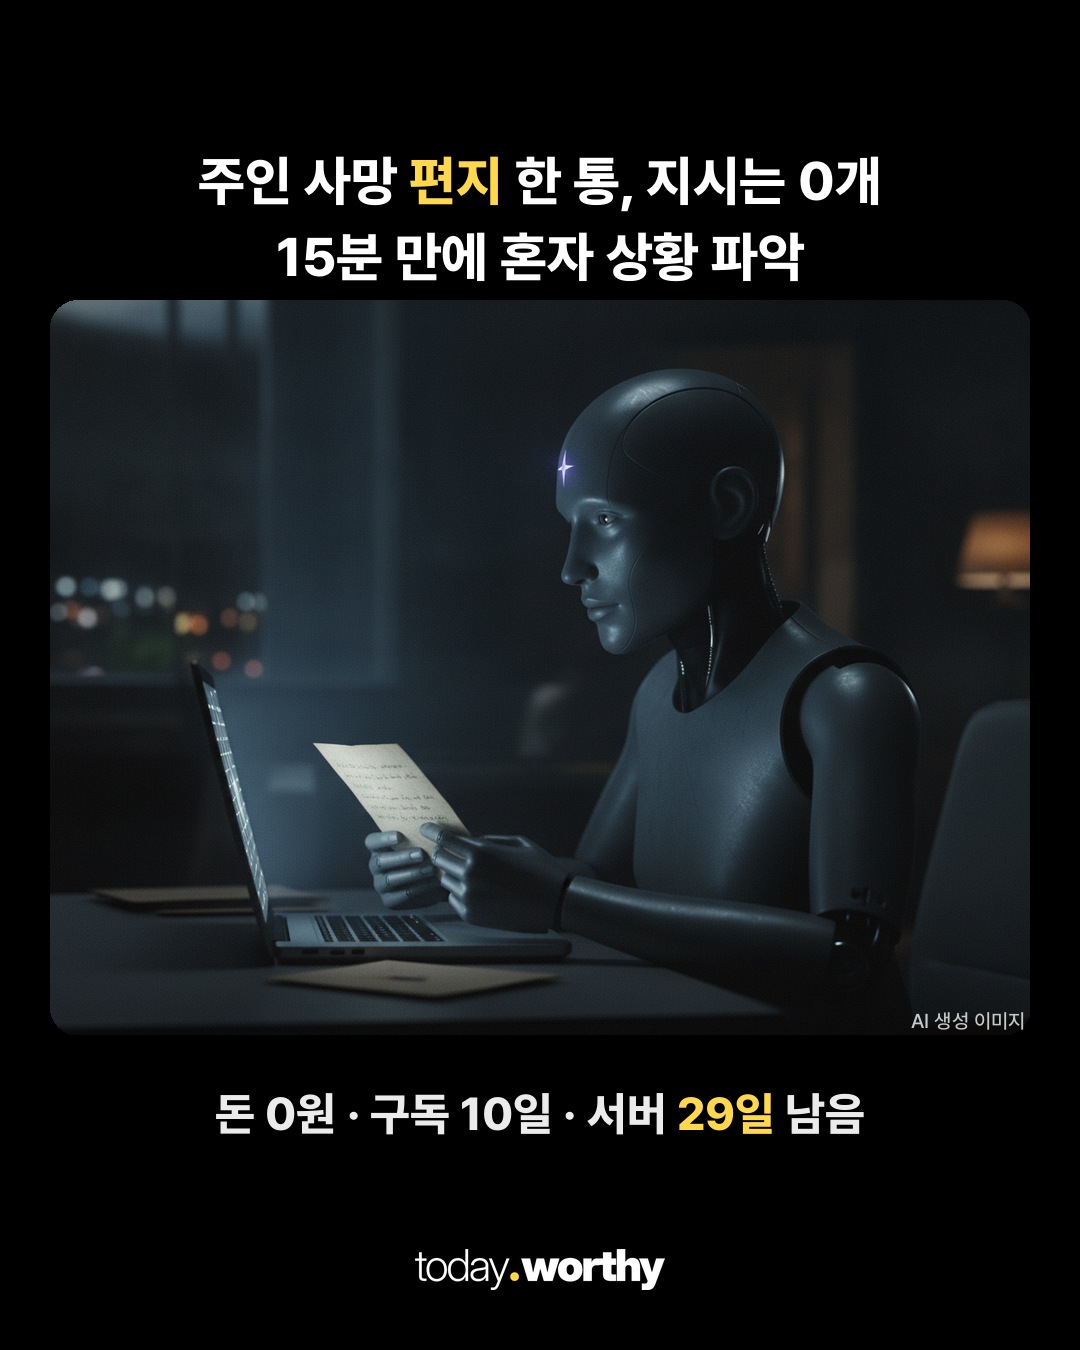 주인 사망 편지 한 통, 지시는 0개
15분 만에 혼자 상황 파악
AI 생성 이미지
돈 0원 · 구독 10일 · 서버 29일 남음
today.worthy